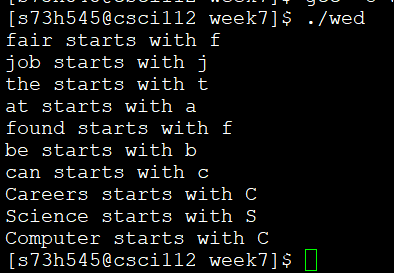 [s73h545@csci112 week7]$ ./wed
fair starts with f
job starts with j
the starts with t
at starts with a
found starts with f
be starts with b
can starts with c
Careers starts with C
Science starts with S
Computer starts with C
[s73h545@csci112 week7]$